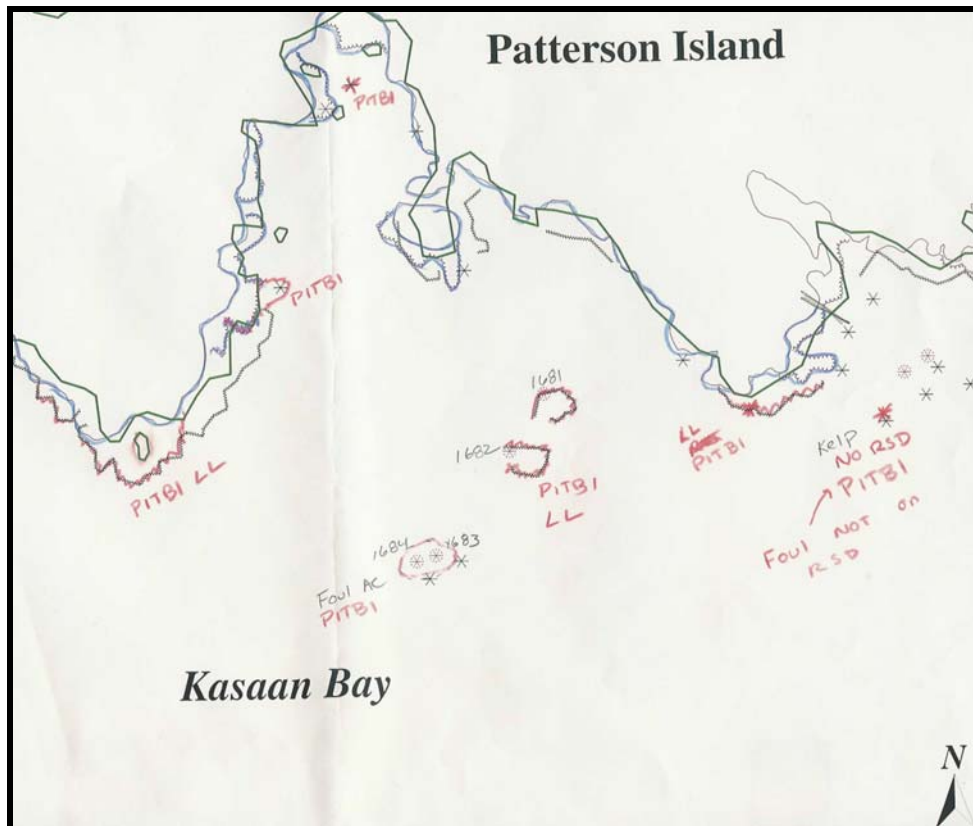 Patterson Island
PITBI
PITBI
1681
1682
LL
PITBI
PITBI LL
PITBI
LL
Kelp
NO RSD
PITBI
Foul NOT on
RSD
1684
1683
Foul AC
PITBI
Kasaan Bay
N